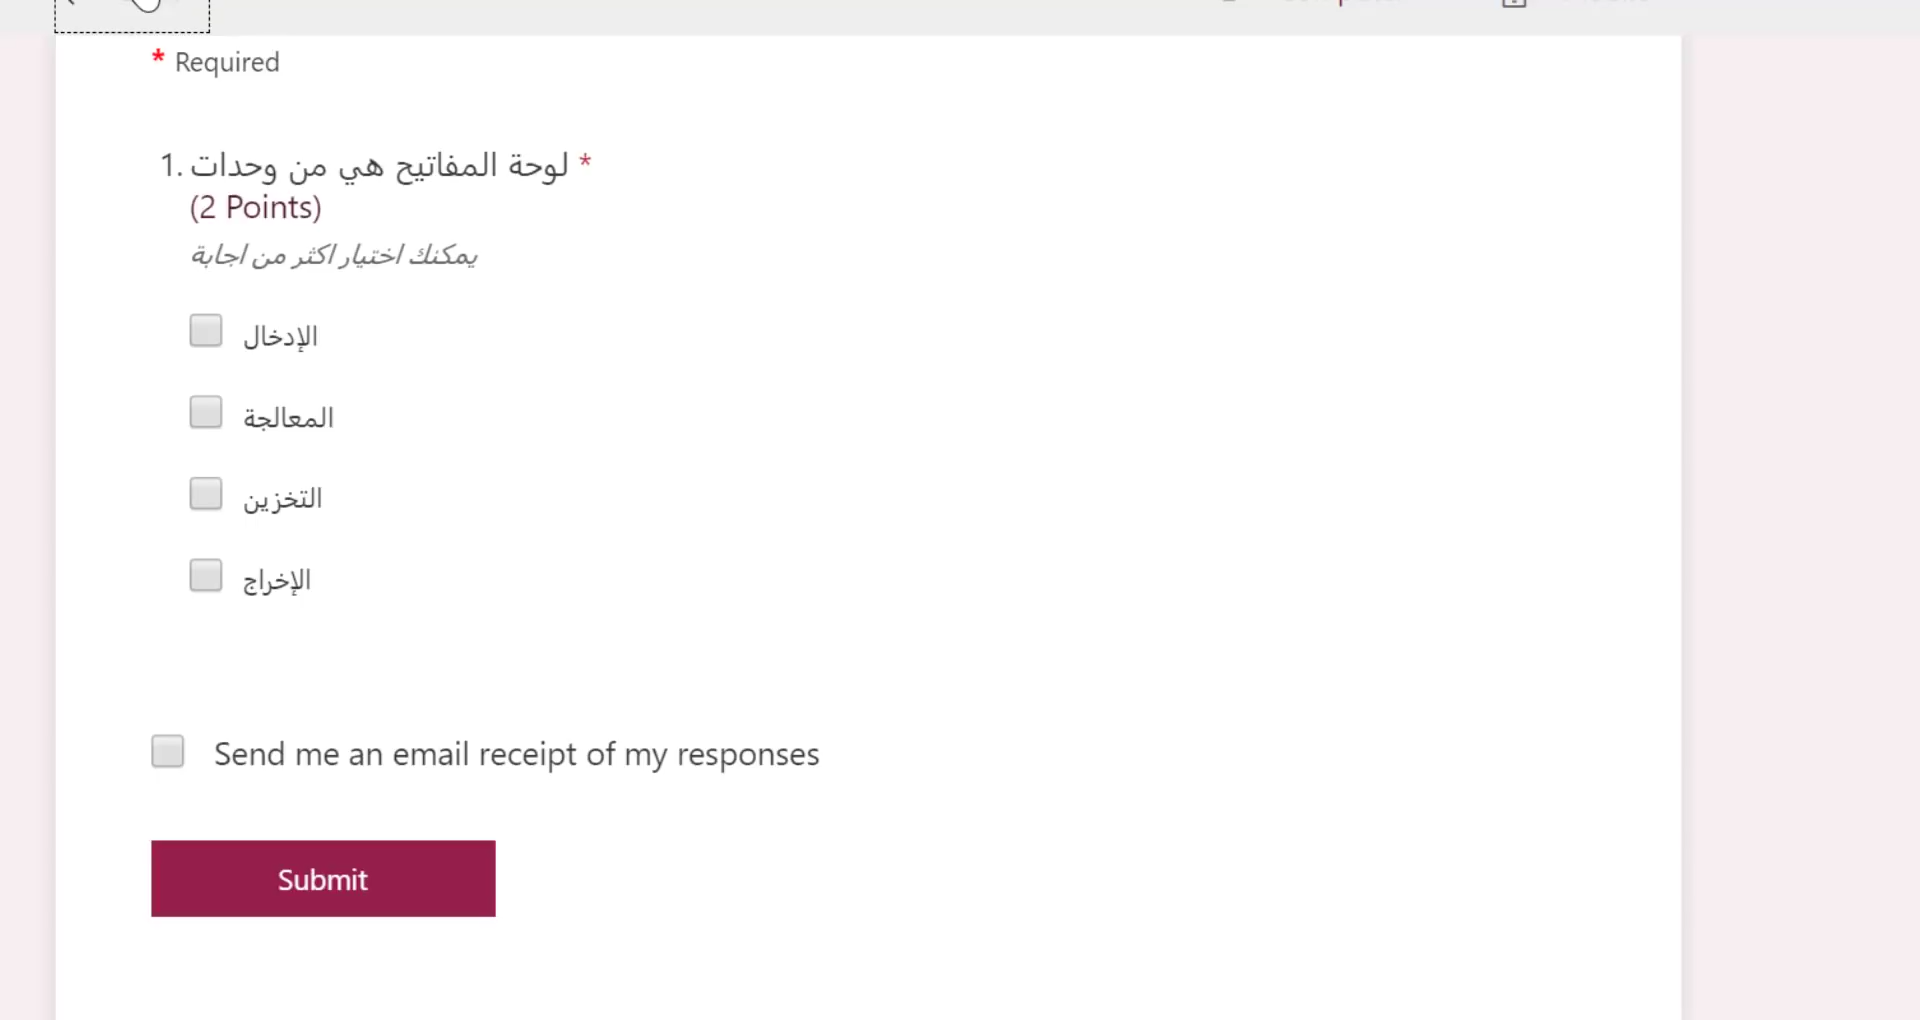 * Required
1. لوحة المفاتيح هي من وحدات *
(2 Points)
يمكنك اختيار اكثر من اجابة
الإدخال
المعالجة
التخزين
الإخراج
Send me an email receipt of my responses
Submit